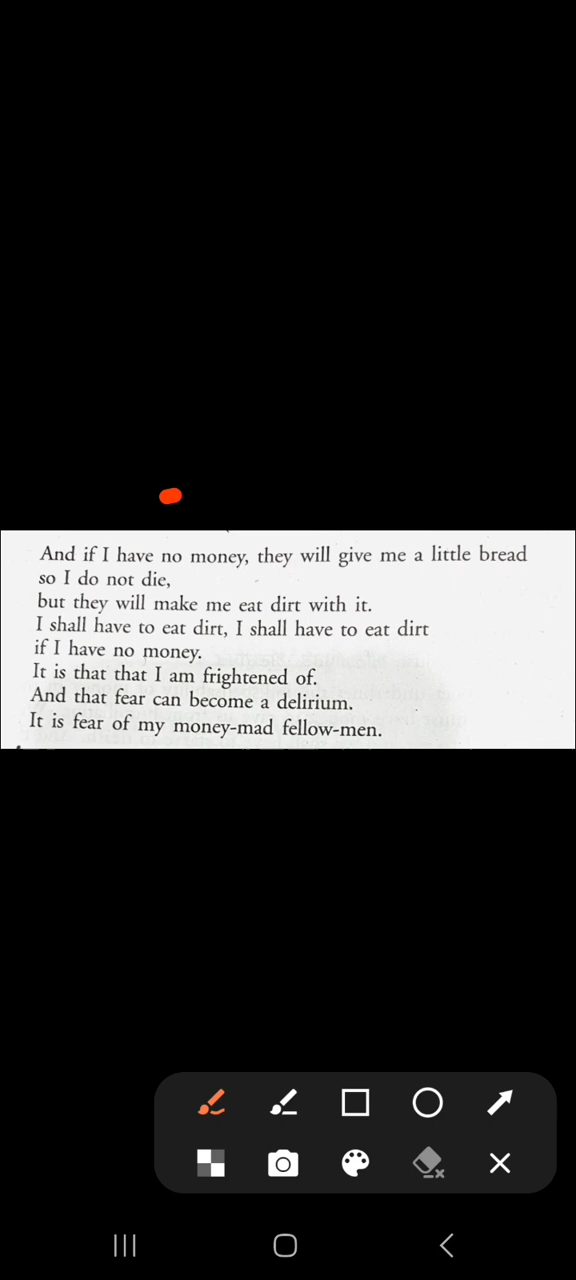 And if I have no money, they will give me a little bread
so I do not die,
but they will make me eat dirt with it.
I shall have to eat dirt, I shall have to eat dirt
if I have no money.
It is that that I am frightened of.
And that fear can become a delirium.
It is fear of my money-mad fellow-men.